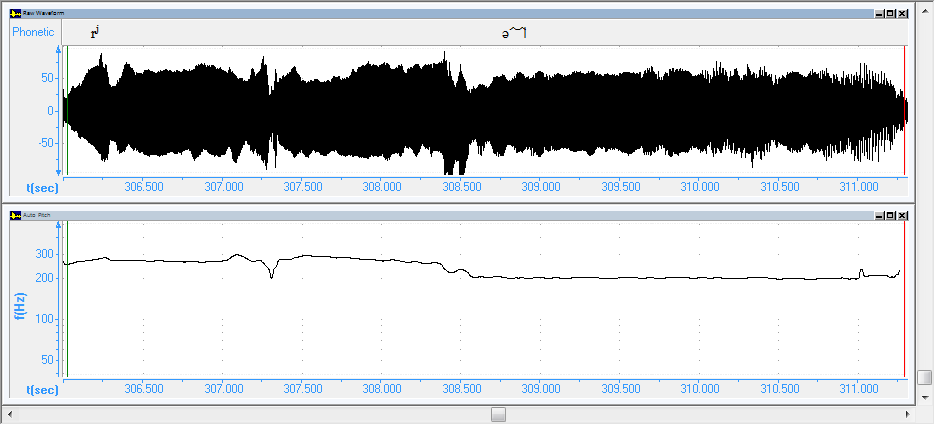 Raw Waveform
Phonetic rʲ ə˜˥
50
0
-50
t(sec) 306.500 307.000 307.500 308.000 308.500 309.000 309.500 310.000 310.500 311.000
Auto Pitch
300
200
f(Hz)
100
50
t(sec) 306.500 307.000 307.500 308.000 308.500 309.000 309.500 310.000 310.500 311.000